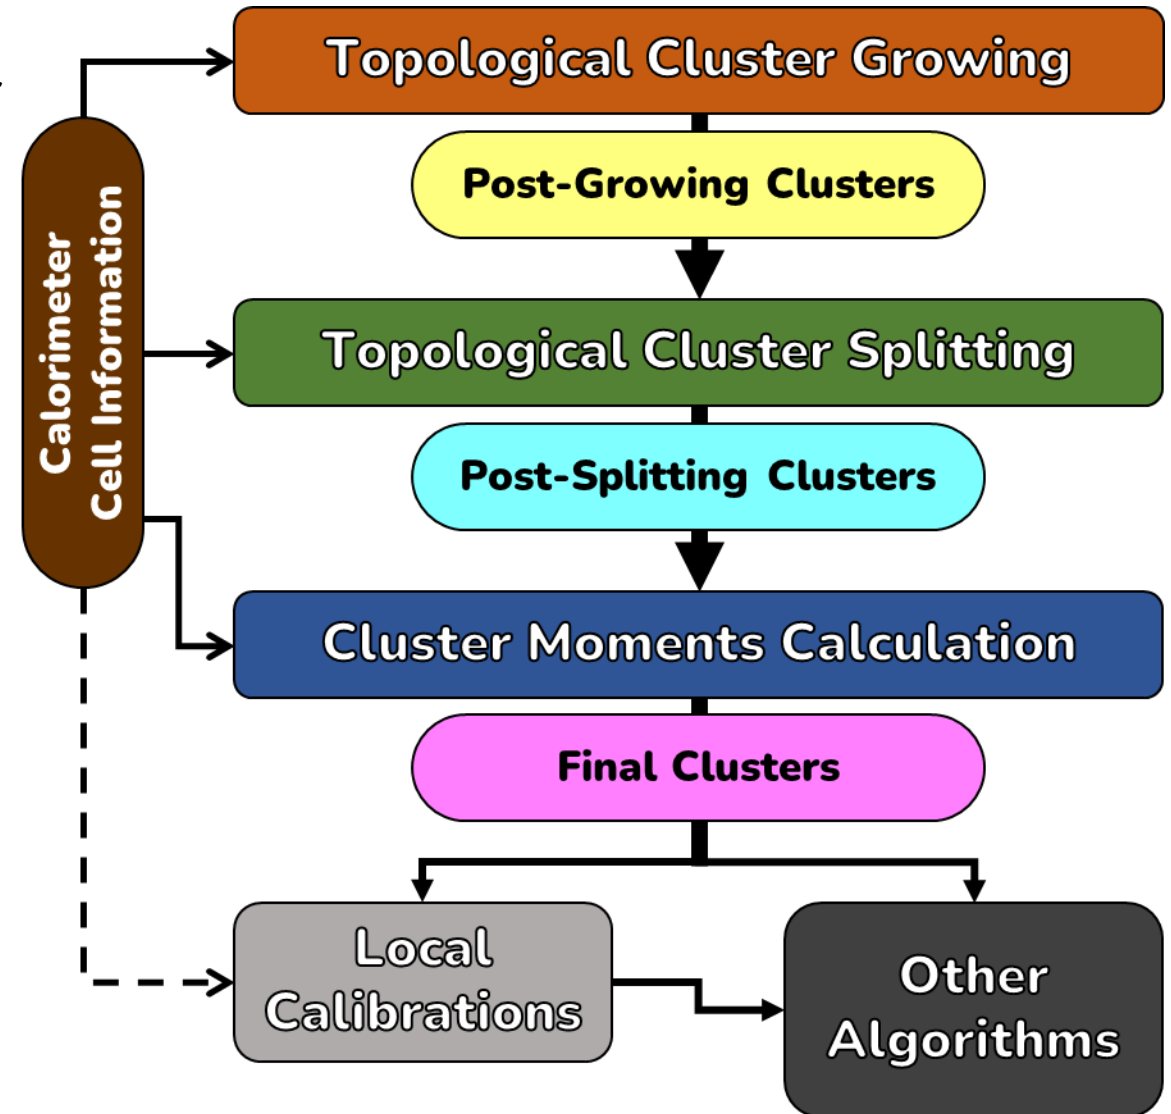 Topological Cluster Growing
Post-Growing Clusters
Calorimeter
Cell Information
Topological Cluster Splitting
Post-Splitting Clusters
Cluster Moments Calculation
Final Clusters
Local
Calibrations
Other
Algorithms